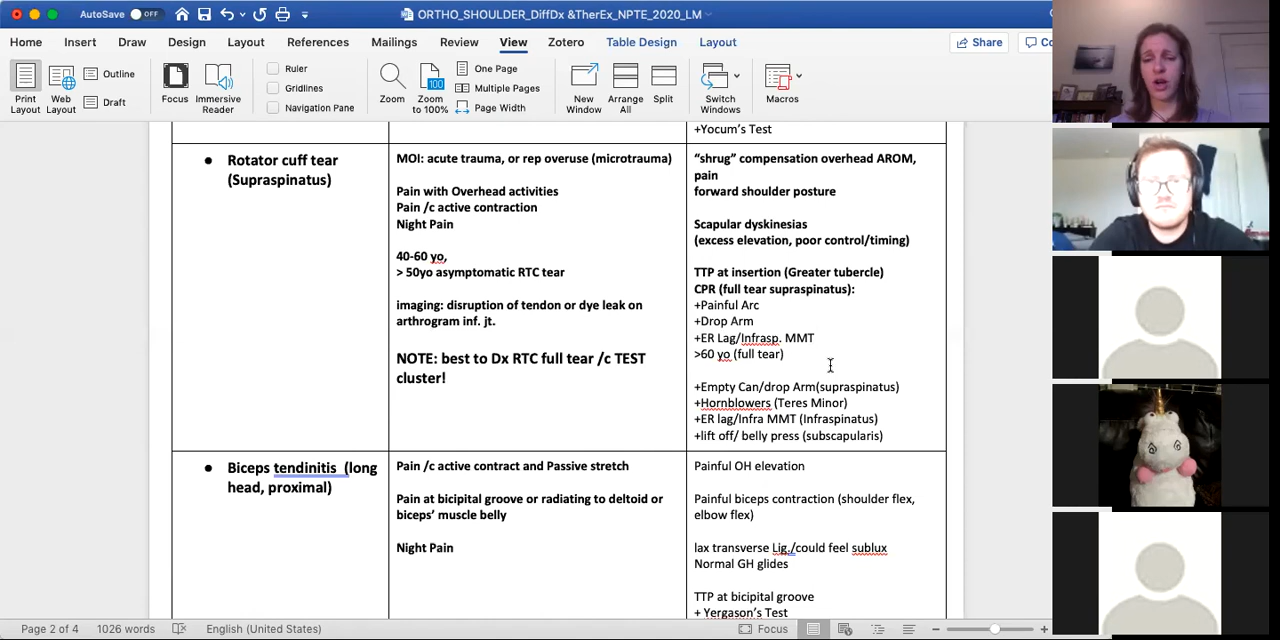 AutoSave OFF
ORTHO_SHOULDER_DiffDx &TherEx_NPTE_2020_LM
Home Insert Draw Design Layout References Mailings Review View Zotero Table Design Layout Share Co
Print Layout
Web Layout
Outline
Draft
Focus
Immersive Reader
Ruler
Gridlines
Navigation Pane
Zoom
100
Zoom to 100%
One Page
Multiple Pages
Page Width
New Window
Arrange All
Split
Switch Windows
Macros
+Yocum's Test
● Rotator cuff tear
(Supraspinatus)
MOI: acute trauma, or rep overuse (microtrauma)
Pain with Overhead activities
Pain /c active contraction
Night Pain
40-60 yo,
> 50yo asymptomatic RTC tear
imaging: disruption of tendon or dye leak on
arthrogram inf. jt.
NOTE: best to Dx RTC full tear /c TEST
cluster!
“shrug” compensation overhead AROM,
pain
forward shoulder posture
Scapular dyskinesias
(excess elevation, poor control/timing)
TTP at insertion (Greater tubercle)
CPR (full tear supraspinatus):
+Painful Arc
+Drop Arm
+ER Lag/Infrasp. MMT
>60 yo (full tear)
+Empty Can/drop Arm(supraspinatus)
+Hornblowers (Teres Minor)
+ER lag/Infra MMT (Infraspinatus)
+lift off/ belly press (subscapularis)
● Biceps tendinitis (long
head, proximal)
Pain /c active contract and Passive stretch
Pain at bicipital groove or radiating to deltoid or
biceps' muscle belly
Night Pain
Painful OH elevation
Painful biceps contraction (shoulder flex,
elbow flex)
lax transverse Lig./could feel sublux
Normal GH glides
TTP at bicipital groove
+ Yergason's Test
Page 2 of 4 1026 words English (United States) Focus